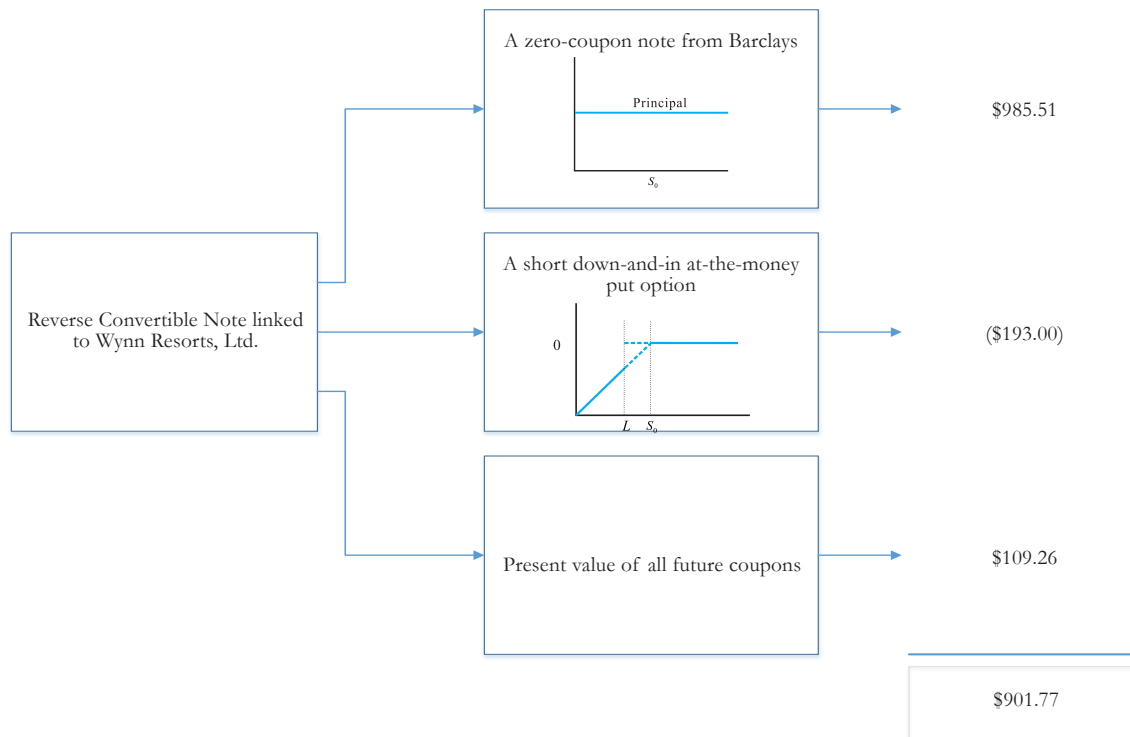 A zero-coupon note from Barclays
Principal
S₀
$985.51
Reverse Convertible Note linked
to Wynn Resorts, Ltd.
A short down-and-in at-the-money
put option
0
L S₀
($193.00)
Present value of all future coupons
$109.26
$901.77